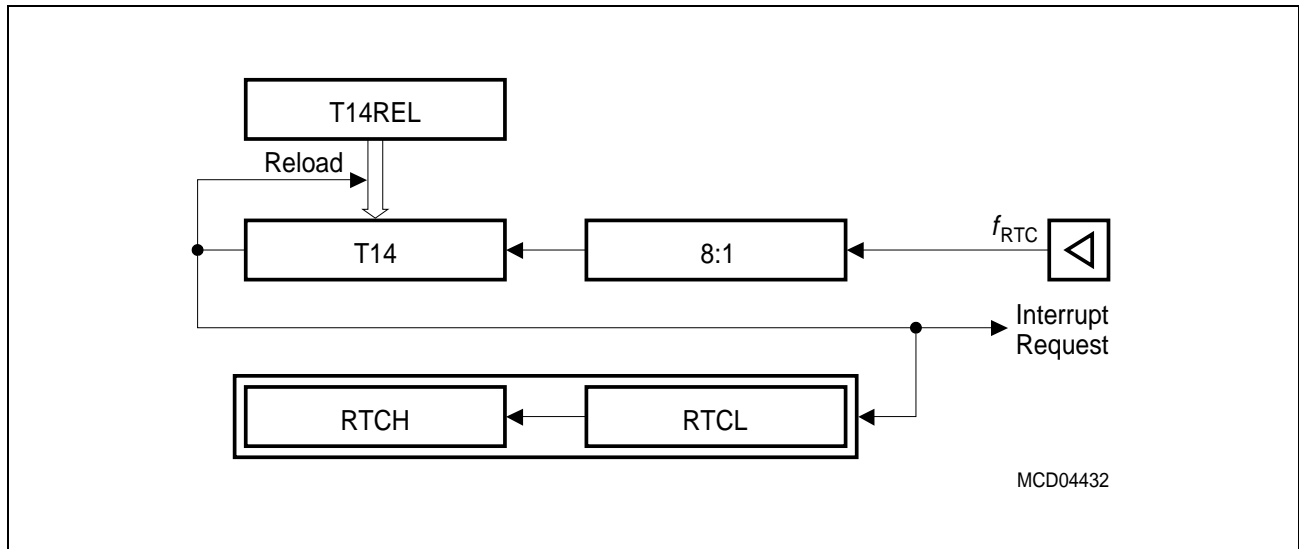 T14REL
Reload
T14
8:1
fRTC
Interrupt
Request
RTCH
RTCL
MCD04432